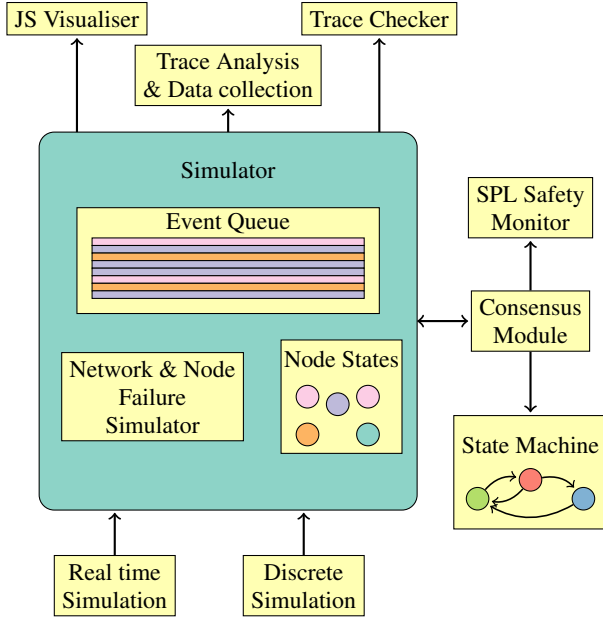 JS Visualiser
Trace Checker
Trace Analysis
& Data collection
Simulator
Event Queue
SPL Safety
Monitor
Consensus
Module
Network & Node
Failure
Simulator
Node States
State Machine
Real time
Simulation
Discrete
Simulation